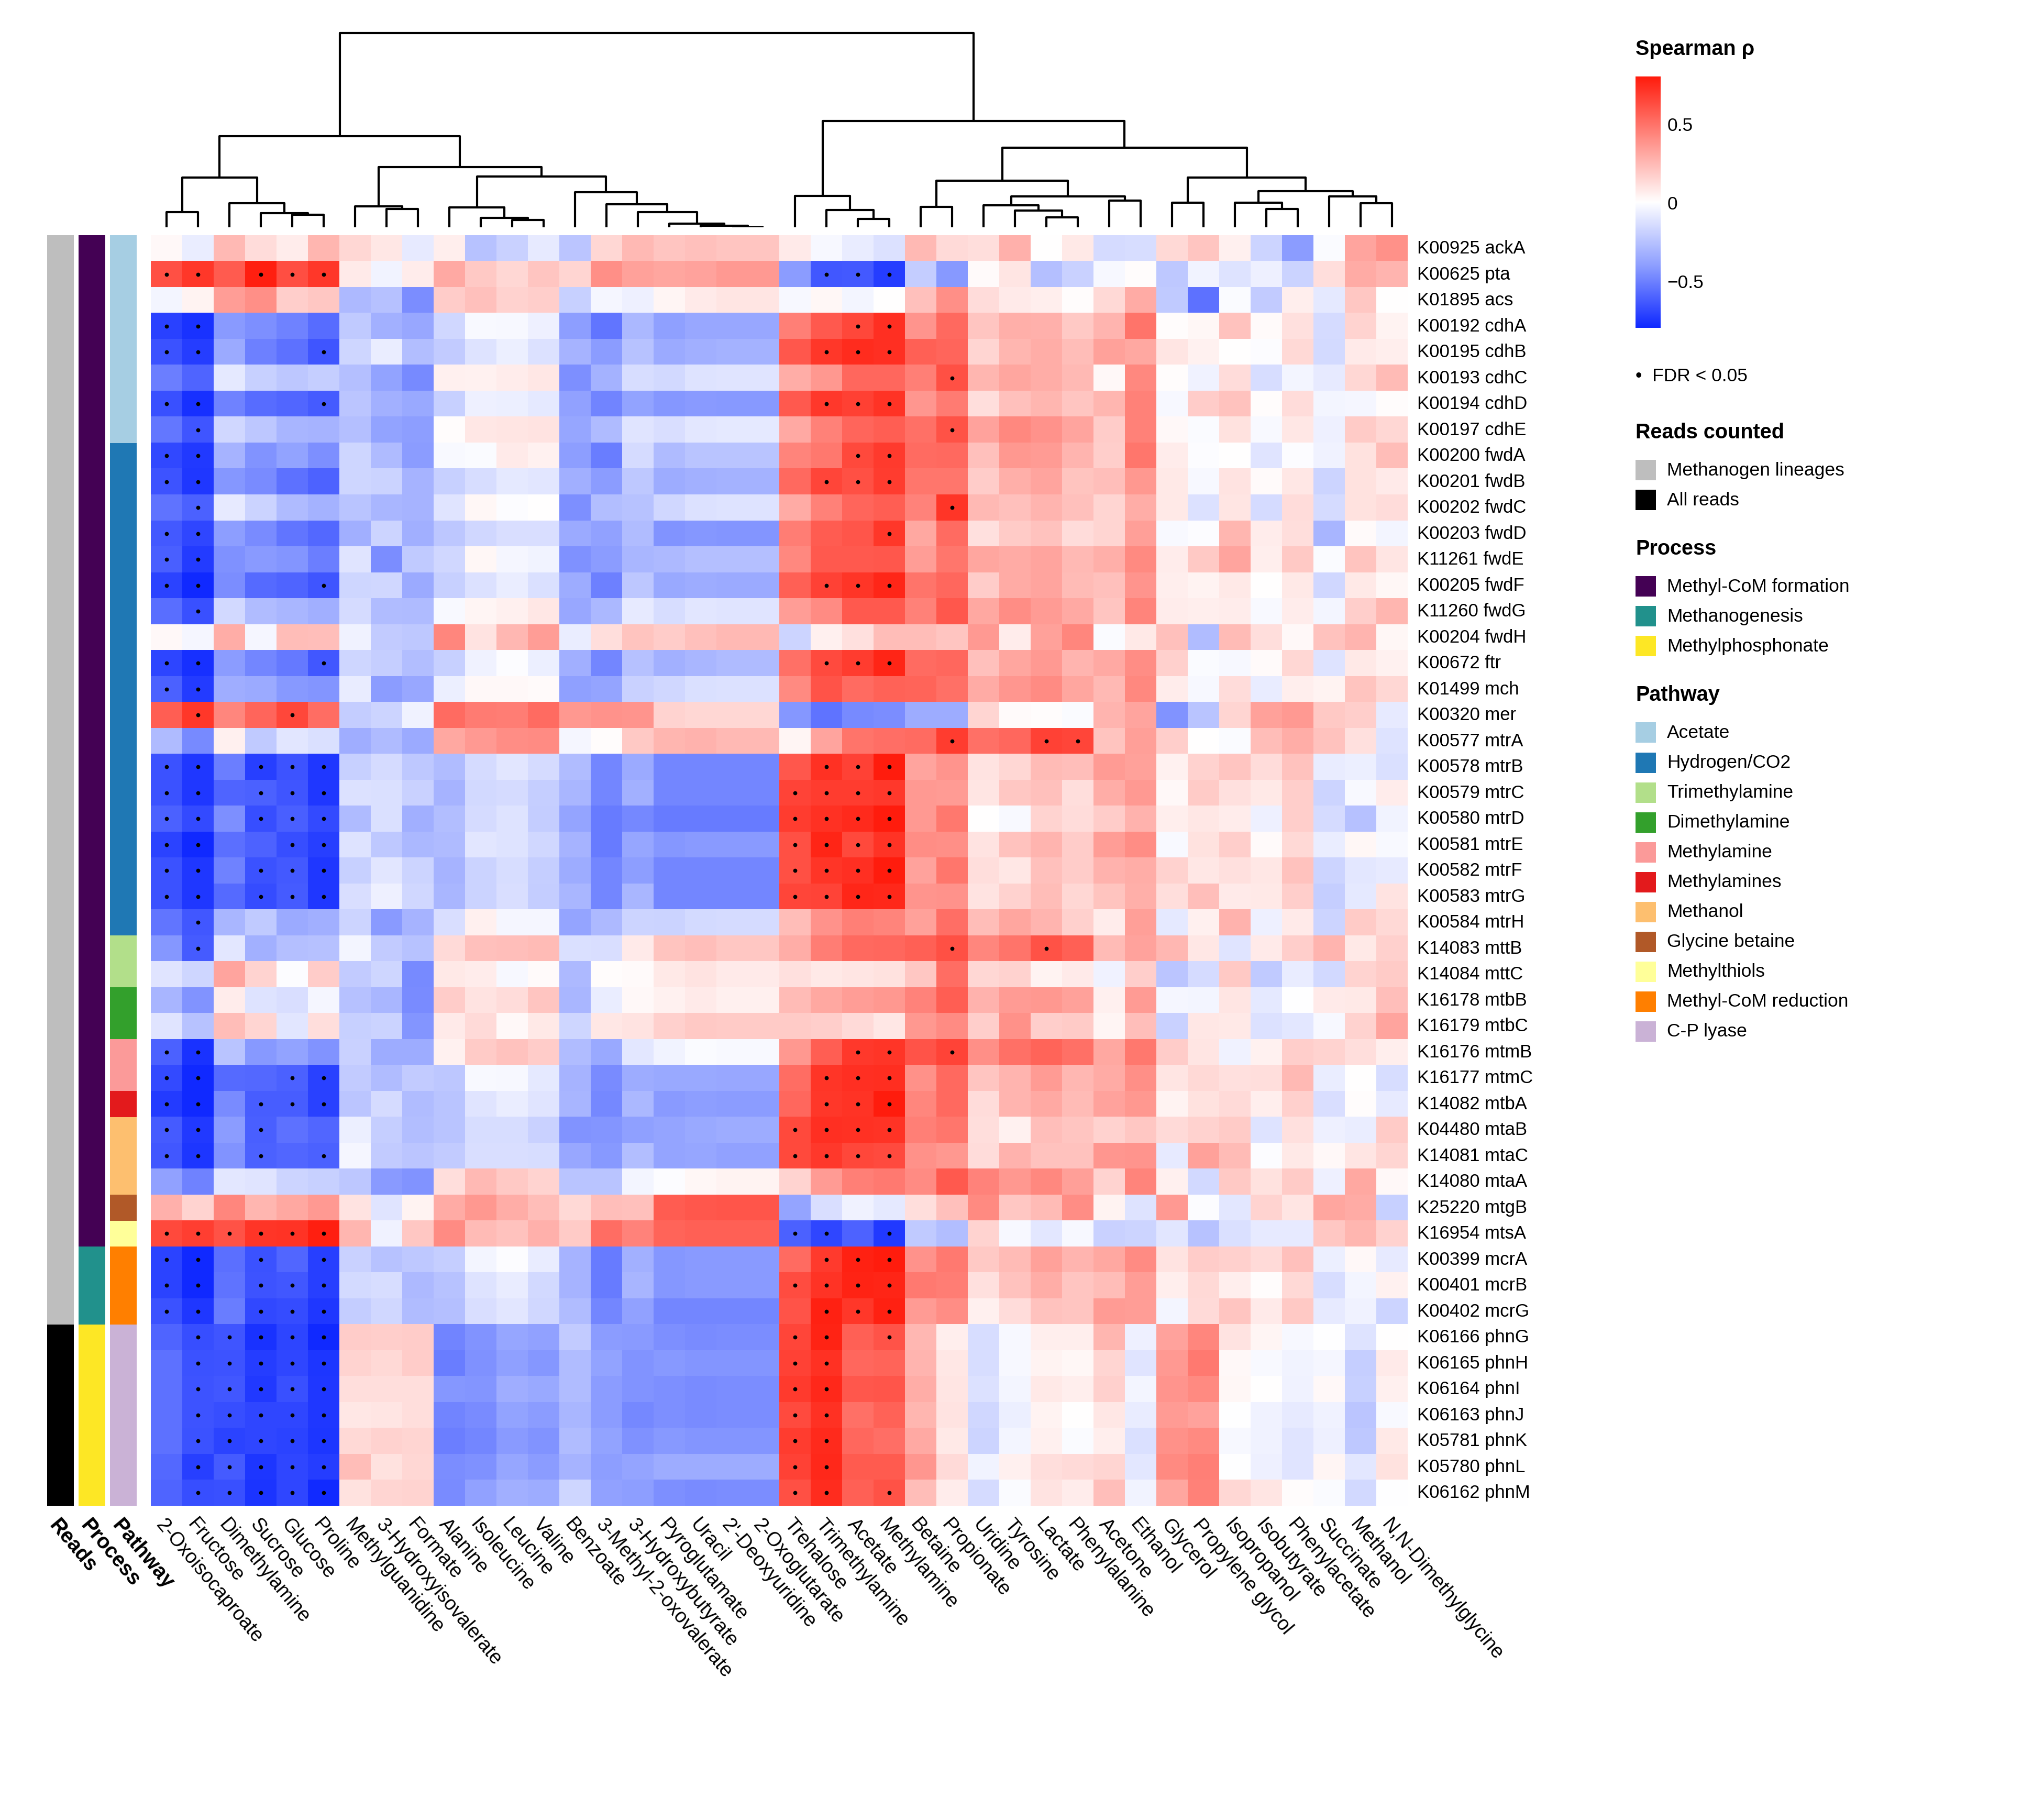 Spearman ρ
0.5
0
−0.5
• FDR < 0.05
Reads counted
Methanogen lineages
All reads
Process
Methyl-CoM formation
Methanogenesis
Methylphosphonate
Pathway
Acetate
Hydrogen/CO2
Trimethylamine
Dimethylamine
Methylamine
Methylamines
Methanol
Glycine betaine
Methylthiols
Methyl-CoM reduction
C-P lyase
K00925 ackA
K00625 pta
K01895 acs
K00192 cdhA
K00195 cdhB
K00193 cdhC
K00194 cdhD
K00197 cdhE
K00200 fwdA
K00201 fwdB
K00202 fwdC
K00203 fwdD
K11261 fwdE
K00205 fwdF
K11260 fwdG
K00204 fwdH
K00672 ftr
K01499 mch
K00320 mer
K00577 mtrA
K00578 mtrB
K00579 mtrC
K00580 mtrD
K00581 mtrE
K00582 mtrF
K00583 mtrG
K00584 mtrH
K14083 mttB
K14084 mttC
K16178 mtbB
K16179 mtbC
K16176 mtmB
K16177 mtmC
K14082 mtbA
K04480 mtaB
K14081 mtaC
K14080 mtaA
K25220 mtgB
K16954 mtsA
K00399 mcrA
K00401 mcrB
K00402 mcrG
K06166 phnG
K06165 phnH
K06164 phnI
K06163 phnJ
K05781 phnK
K05780 phnL
K06162 phnM
Reads
Process
Pathway
2-Oxoisocaproate
Fructose
Dimethylamine
Sucrose
Glucose
Proline
Methylguanidine
3-Hydroxyisovalerate
Formate
Alanine
Isoleucine
Leucine
Valine
Benzoate
3-Methyl-2-oxovalerate
3-Hydroxybutyrate
Pyroglutamate
Uracil
2'-Deoxyuridine
2-Oxoglutarate
Trehalose
Trimethylamine
Acetate
Methylamine
Betaine
Propionate
Uridine
Tyrosine
Lactate
Phenylalanine
Acetone
Ethanol
Glycerol
Propylene glycol
Isopropanol
Isobutyrate
Phenylacetate
Succinate
Methanol
N,N-Dimethylglycine